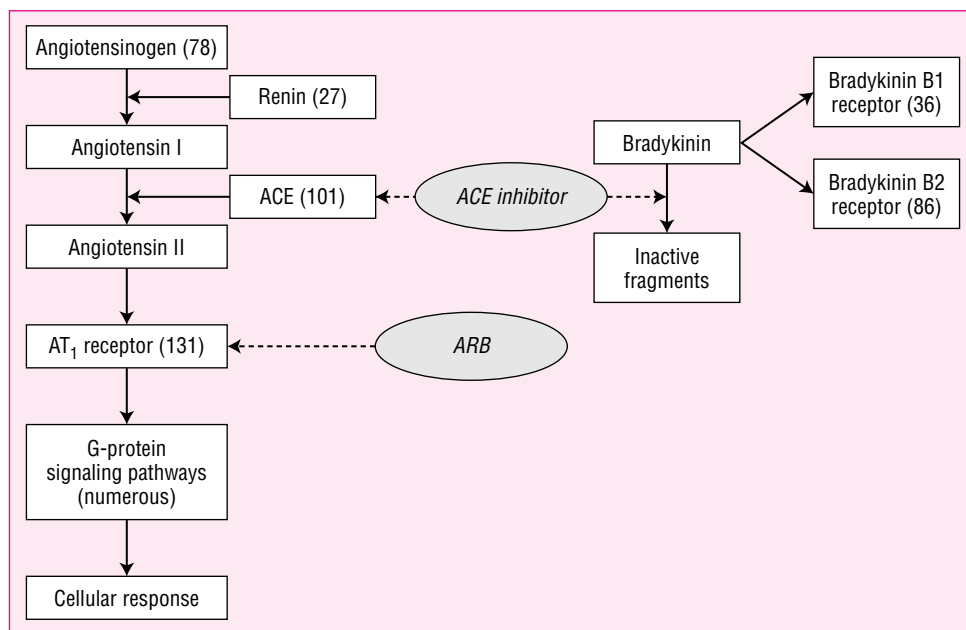 Angiotensinogen (78)
Renin (27)
Angiotensin I
ACE (101)
ACE inhibitor
Angiotensin II
AT1 receptor (131)
ARB
G-protein
signaling pathways
(numerous)
Cellular response
Bradykinin
Inactive
fragments
Bradykinin B1
receptor (36)
Bradykinin B2
receptor (86)